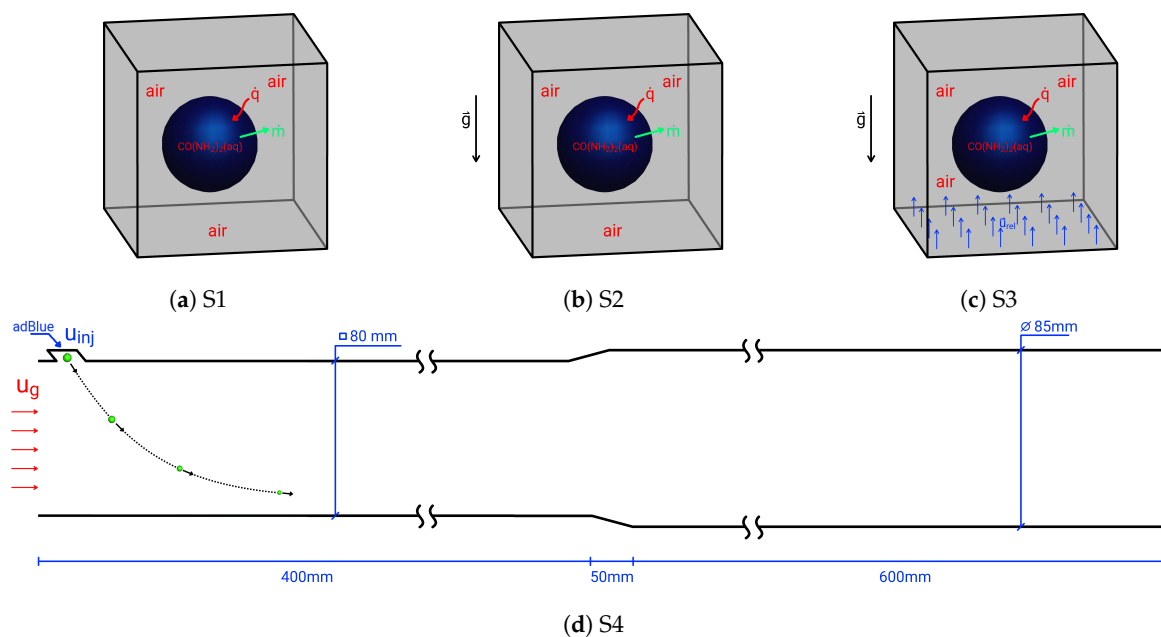 air
air
q̇
ṁ
CO(NH₂)₂(aq)
air
(a) S1
g⃗
air
air
q̇
ṁ
CO(NH₂)₂(aq)
air
(b) S2
g⃗
air
air
q̇
ṁ
CO(NH₂)₂(aq)
air
u⃗rel
(c) S3
adBlue
uinj
□ 80 mm
⌀ 85mm
ug
400mm
50mm
600mm
(d) S4